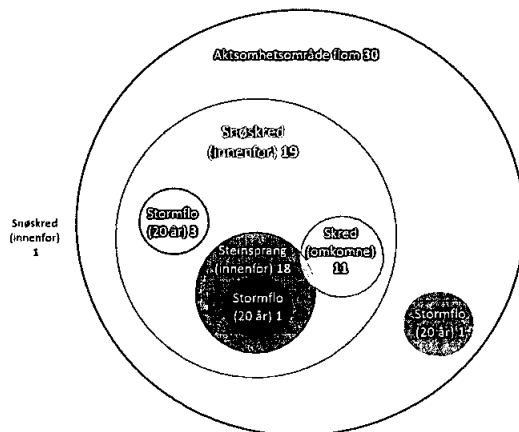 Aktsomhetsområde flom 30
Snøskred
(innenfor) 19
Stormflo
(20 år) 3
Snøskred
(innenfor)
1
Steinsprang
(innenfor) 18
Skred
(omkomne)
11
Stormflo
(20 år) 1
Stormflo
(20 år) 1